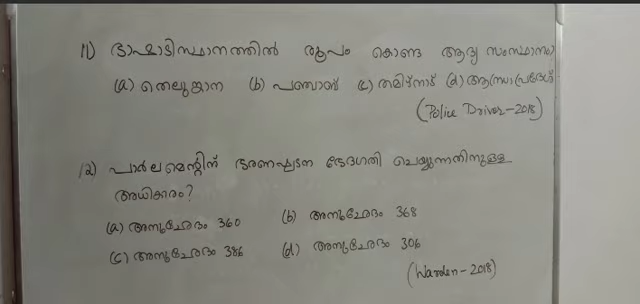 11) ഭാഷാടിസ്ഥാനത്തിൽ രൂപം കൊണ്ട ആദ്യ സംസ്ഥാനം?
(a) തെലുങ്കാന (b) പഞ്ചാബ് (c) തമിഴ്നാട് (d) ആന്ധ്രാപ്രദേശ്
(Police Driver-2018)
12) പാർലമെന്റിന് ഭരണഘടന ഭേദഗതി ചെയ്യുന്നതിനുള്ള
അധികാരം?
(a) അനുഛേദം 360 (b) അനുഛേദം 368
(c) അനുഛേദം 386 (d) അനുഛേദം 306
(Warden-2018)